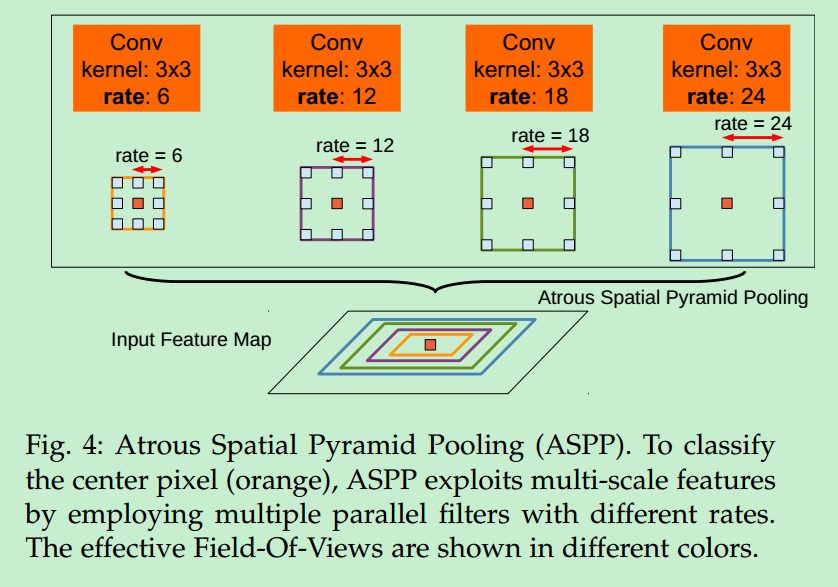 Conv
kernel: 3x3
rate: 6
Conv
kernel: 3x3
rate: 12
Conv
kernel: 3x3
rate: 18
Conv
kernel: 3x3
rate: 24
rate = 6
rate = 12
rate = 18
rate = 24
Atrous Spatial Pyramid Pooling
Input Feature Map
Fig. 4: Atrous Spatial Pyramid Pooling (ASPP). To classify
the center pixel (orange), ASPP exploits multi-scale features
by employing multiple parallel filters with different rates.
The effective Field-Of-Views are shown in different colors.